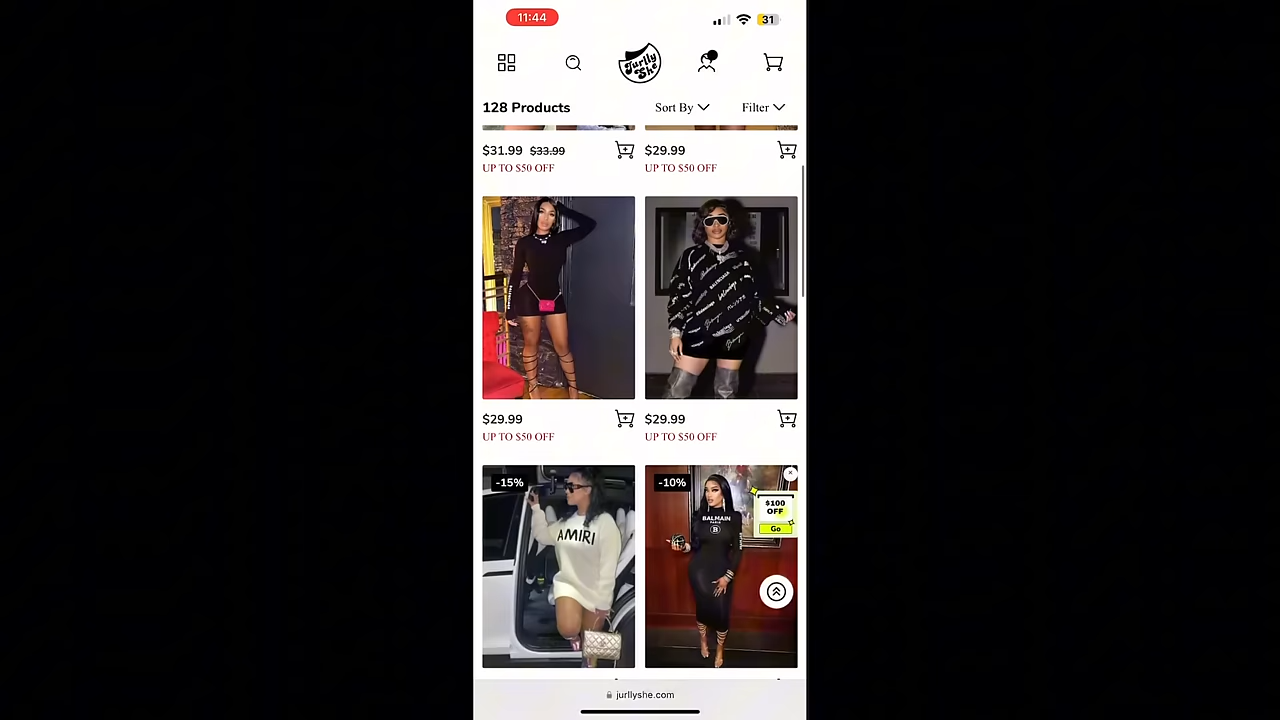 11:44
31
Jurlly
She
128 Products
Sort By
Filter
$31.99 $33.99
$29.99
UP TO $50 OFF
UP TO $50 OFF
$29.99
$29.99
UP TO $50 OFF
UP TO $50 OFF
-15%
-10%
AMIRI
BALMAIN
PARIS
B
$100
OFF
Go
jurllyshe.com